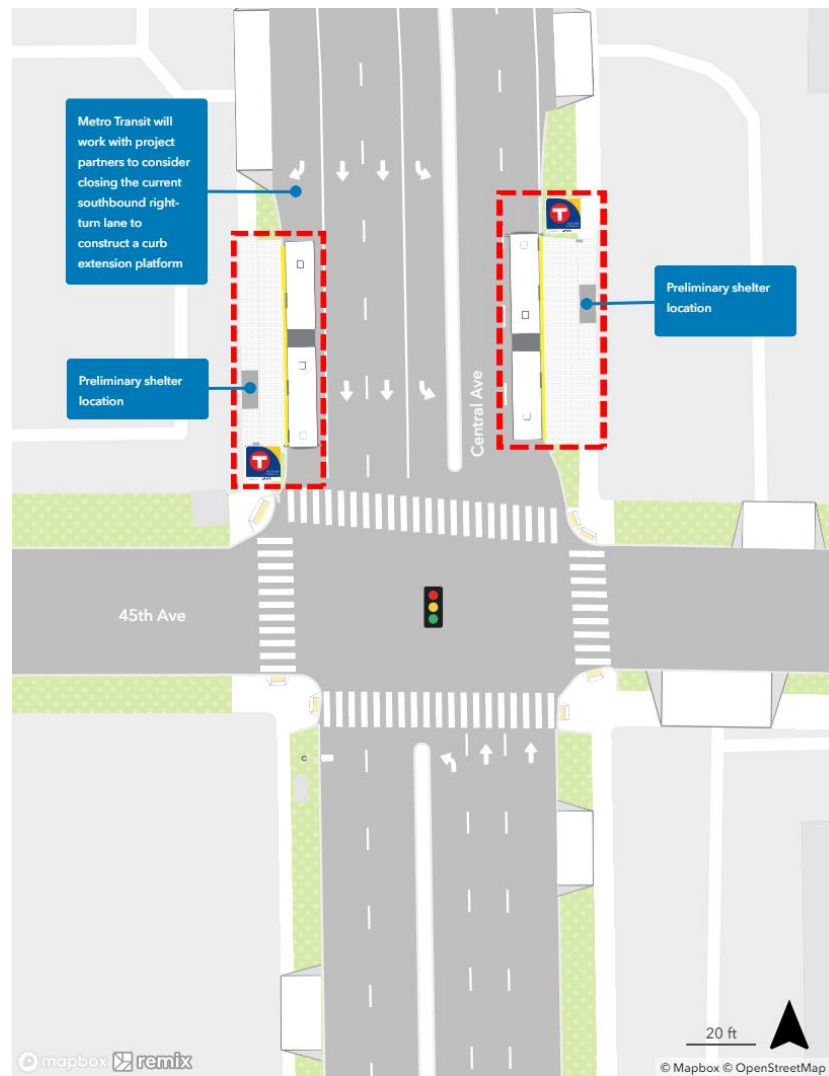 Metro Transit will
work with project
partners to consider
closing the current
southbound right-
turn lane to
construct a curb
extension platform
T
Preliminary shelter
location
Preliminary shelter
location
Central Ave
T
45th Ave
C
20 ft
mapbox remix
© Mapbox © OpenStreetMap